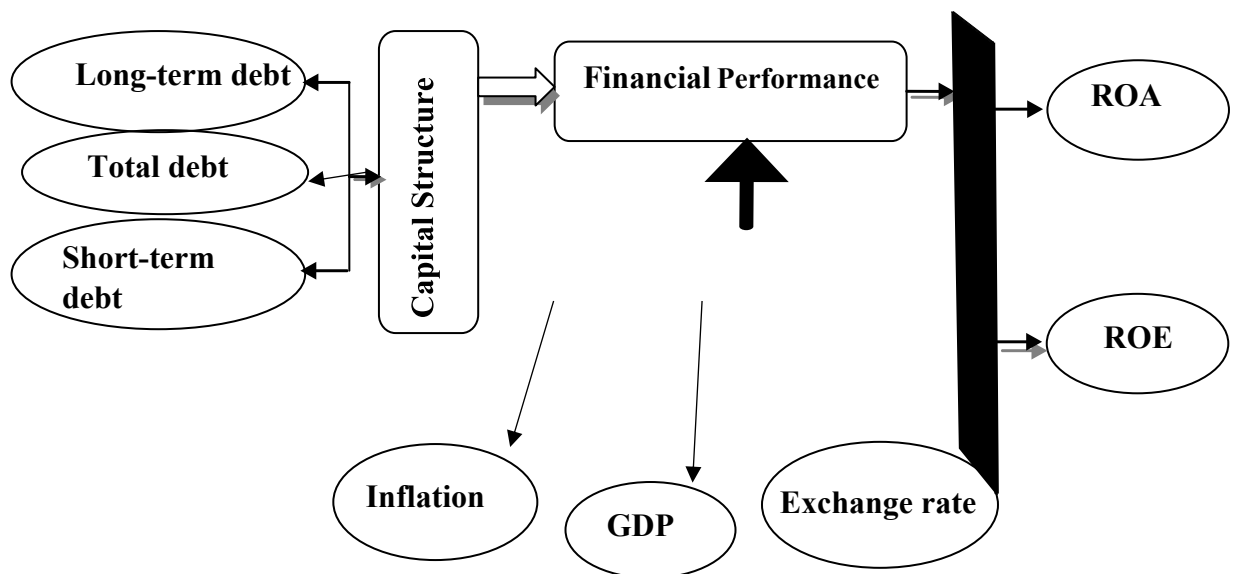 Long-term debt
Total debt
Short-term
debt
Capital Structure
Financial Performance
ROA
ROE
Inflation
GDP
Exchange rate